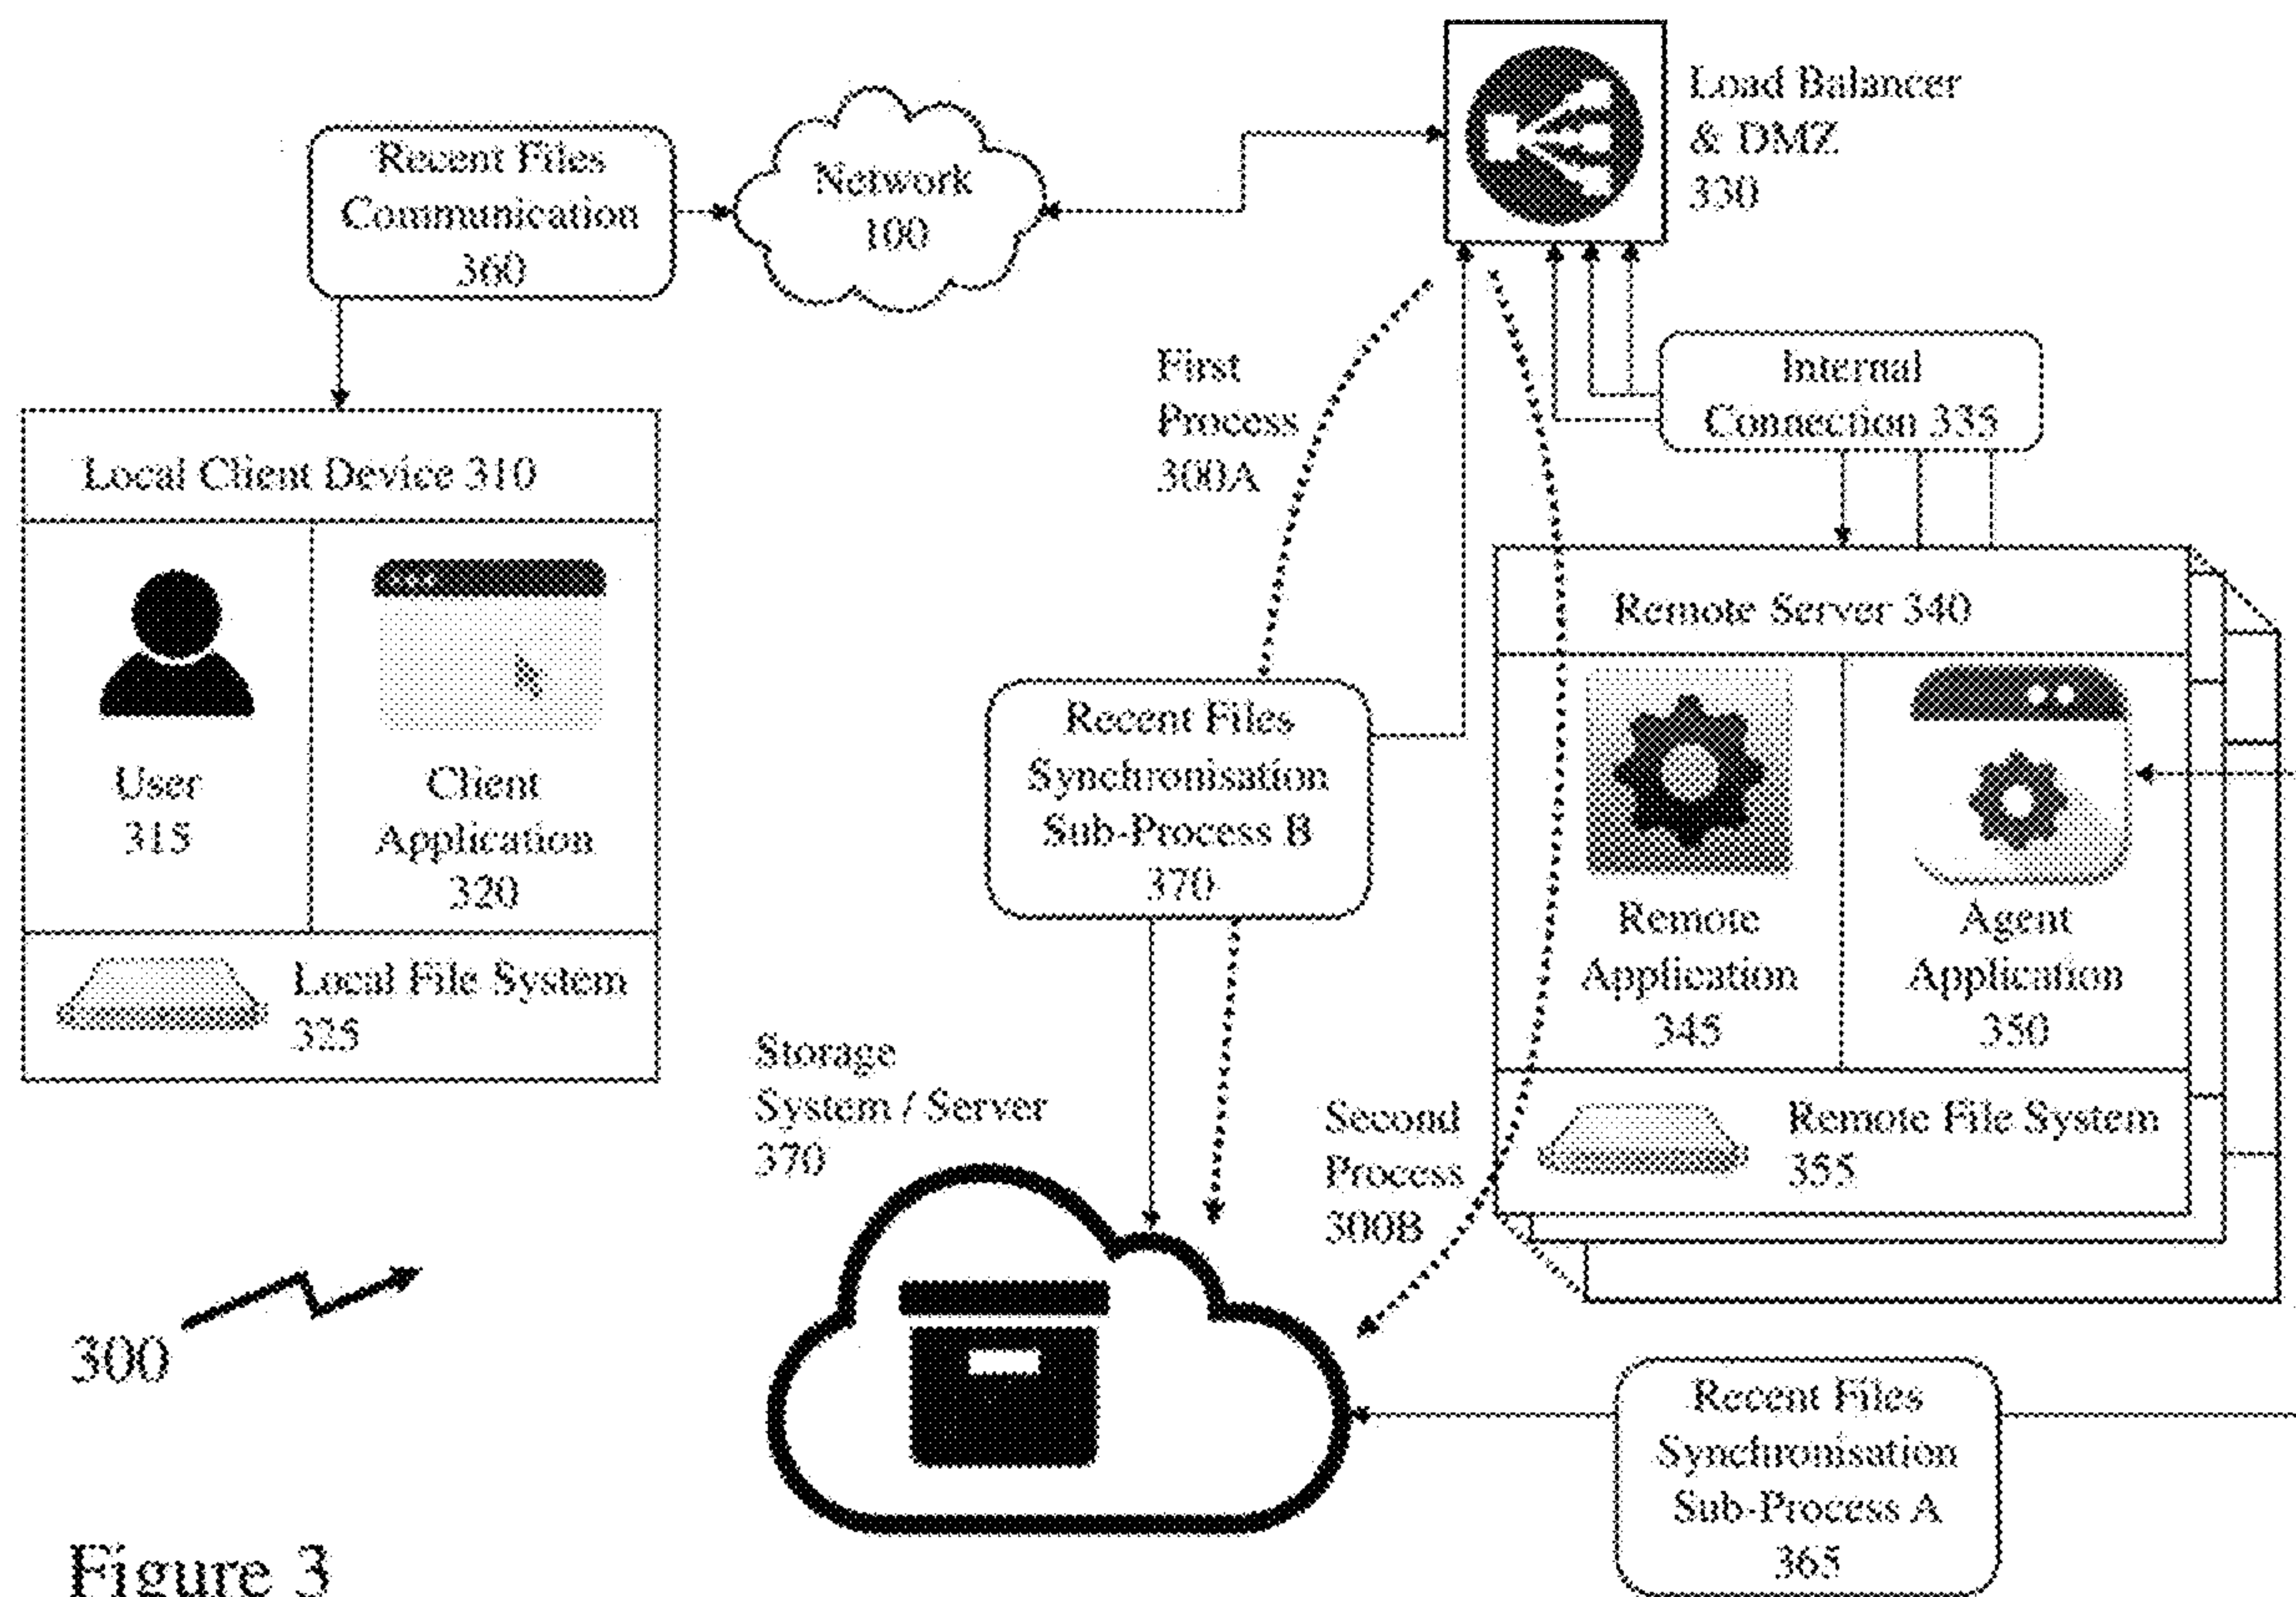 Load Balancer
& DMZ
330
Recent Files
Communication
360
Network
100
First
Process
300A
Internal
Connection 335
Local Client Device 310
User
315
Client
Application
320
Local File System
325
Remote Server 340
Recent Files
Synchronisation
Sub-Process B
370
Remote
Application
345
Agent
Application
350
Storage
System / Server
370
Second
Process
300B
Remote File System
355
300
Recent Files
Synchronisation
Sub-Process A
365
Figure 3